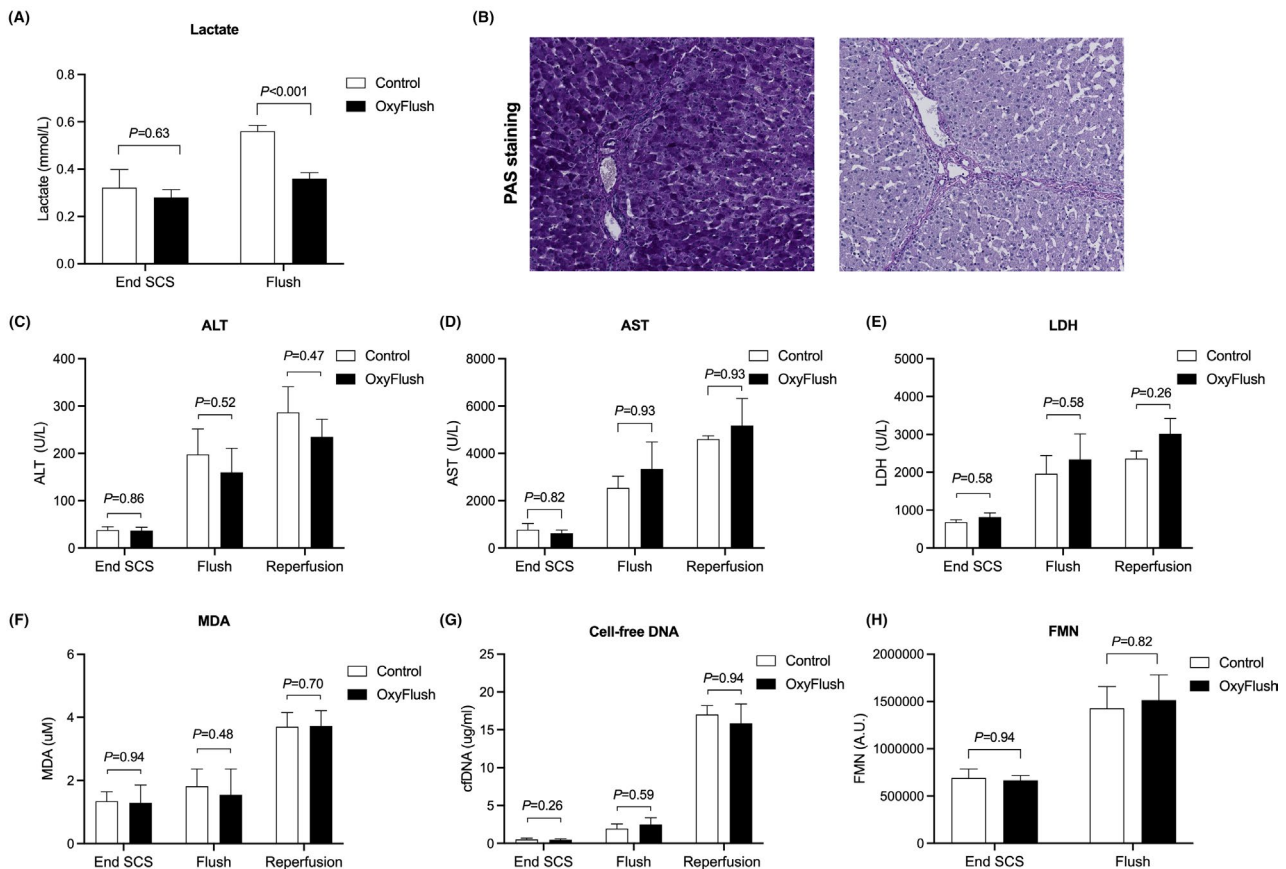 (A)
Lactate
Lactate (mmol/L)
0.8
0.6
0.4
0.2
0.0
P=0.63
P<0.001
Control
OxyFlush
End SCS
Flush
(B)
PAS staining
(C)
ALT
ALT (U/L)
400
300
200
100
0
P=0.86
P=0.52
P=0.47
Control
OxyFlush
End SCS
Flush
Reperfusion
(D)
AST
AST (U/L)
8000
6000
4000
2000
0
P=0.82
P=0.93
P=0.93
Control
OxyFlush
End SCS
Flush
Reperfusion
(E)
LDH
LDH (U/L)
5000
4000
3000
2000
1000
0
P=0.58
P=0.58
P=0.26
Control
OxyFlush
End SCS
Flush
Reperfusion
(F)
MDA
MDA (uM)
6
4
2
0
P=0.94
P=0.48
P=0.70
Control
OxyFlush
End SCS
Flush
Reperfusion
(G)
Cell-free DNA
cfDNA (ug/ml)
25
20
15
10
5
0
P=0.26
P=0.59
P=0.94
Control
OxyFlush
End SCS
Flush
Reperfusion
(H)
FMN
FMN (A.U.)
2000000
1500000
1000000
500000
0
P=0.94
P=0.82
Control
OxyFlush
End SCS
Flush